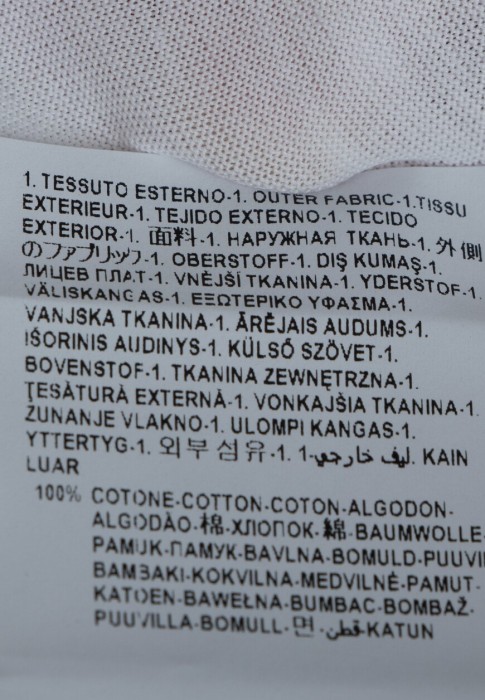 1. TESSUTO ESTERNO-1. OUTER FABRIC-1.TISSU
EXTERIEUR-1. TEJIDO EXTERNO-1. TECIDO
EXTERIOR-1. 面料-1. НАРУЖНАЯ ТКАНЬ-1. 外側
のファブリック-1. OBERSTOFF-1. DIŞ KUMAŞ-1.
ЛИЦЕВ ПЛАТ-1. VNĚJŠÍ TKANINA-1. YDERSTOF-1.
VÄLISKANGAS-1. ΕΞΩΤΕΡΙΚΟ ΥΦΑΣΜΑ-1.
VANJSKA TKANINA-1. ĀRĒJAIS AUDUMS-1.
IŠORINIS AUDINYS-1. KÜLSŐ SZÖVET-1.
BOVENSTOF-1. TKANINA ZEWNĘTRZNA-1.
ŢESĂTURĂ EXTERNĂ-1. VONKAJŠIA TKANINA-1.
ZUNANJE VLAKNO-1. ULOMPI KANGAS-1.
YTTERTYG-1. 외부 섬유-1. ليف خارجي-1. KAIN
LUAR
100% COTONE-COTTON-COTON-ALGODON-
ALGODÃO-棉-ХЛОПОК-綿-BAUMWOLLE-
PAMUK-ПАМУК-BAVLNA-BOMULD-PUUVI
BAMBAKI-KOKVILNA-MEDVILNĖ-PAMUT-
KATOEN-BAWEŁNA-BUMBAC-BOMBAŽ-
PUUVILLA-BOMULL-면-قطن-KATUN